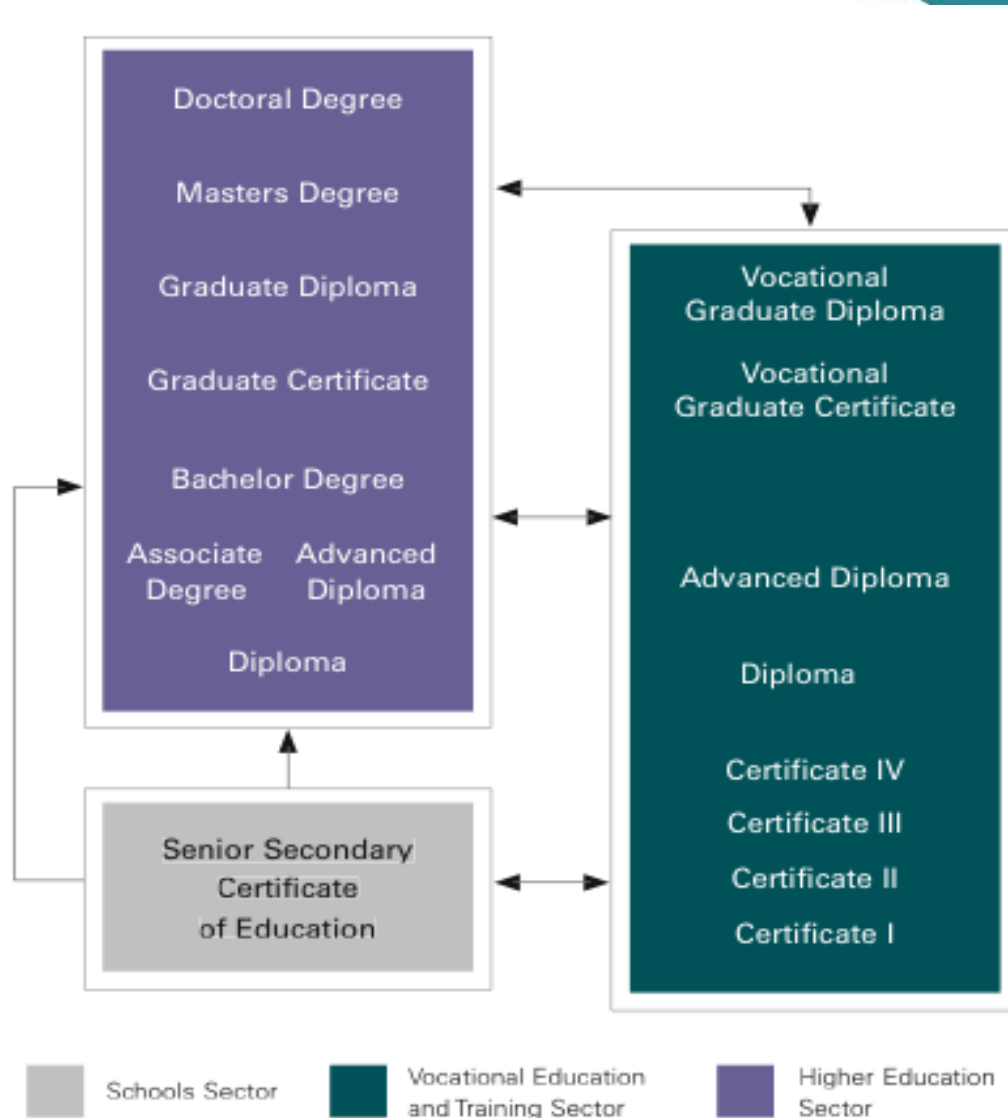 Doctoral Degree
Masters Degree
Graduate Diploma
Graduate Certificate
Bachelor Degree
Associate
Degree
Advanced
Diploma
Diploma
Senior Secondary
Certificate
of Education
Vocational
Graduate Diploma
Vocational
Graduate Certificate
Advanced Diploma
Diploma
Certificate IV
Certificate III
Certificate II
Certificate I
Schools Sector
Vocational Education
and Training Sector
Higher Education
Sector